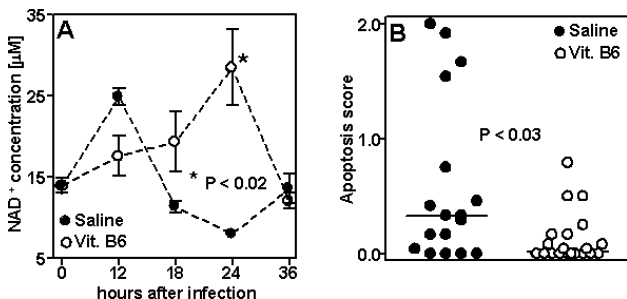 A
NAD⁺ concentration [µM]
35
25
15
5
*
* P < 0.02
Saline
Vit. B6
0 12 18 24 36
hours after infection
B
Apoptosis score
2.0
1.0
0.0
Saline
Vit. B6
P < 0.03